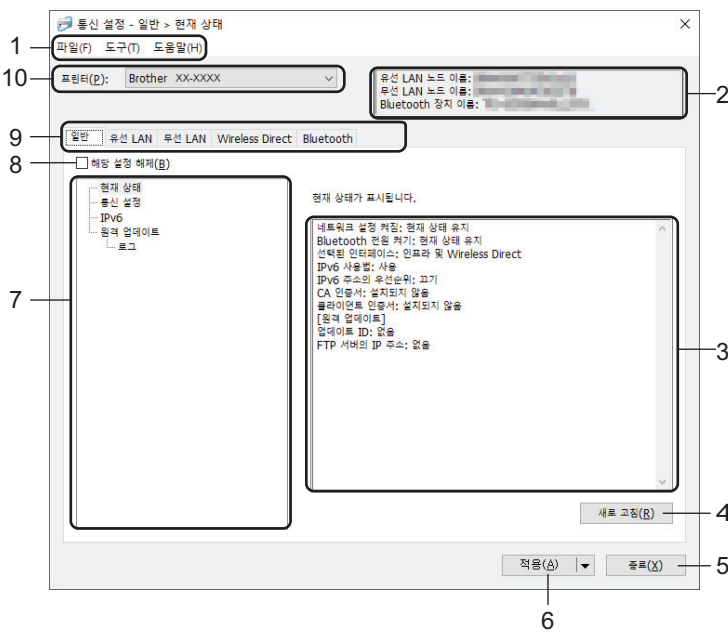 통신 설정 - 일반 > 현재 상태
1
파일(F) 도구(T) 도움말(H)
10
프린터(P): Brother XX-XXXX
유선 LAN 노드 이름:
무선 LAN 노드 이름:
Bluetooth 장치 이름:
2
9
일반 유선 LAN 무선 LAN Wireless Direct Bluetooth
8
해당 설정 해제(B)
현재 상태
통신 설정
IPv6
원격 업데이트
로그
7
현재 상태가 표시됩니다.
네트워크 설정 켜짐: 현재 상태 유지
Bluetooth 전원 켜기: 현재 상태 유지
선택된 인터페이스: 인프라 및 Wireless Direct
IPv6 사용법: 사용
IPv6 주소의 우선순위: 끄기
CA 인증서: 설치되지 않음
클라이언트 인증서: 설치되지 않음
[원격 업데이트]
업데이트 ID: 없음
FTP 서버의 IP 주소: 없음
3
새로 고침(R)
4
적용(A)
종료(X)
5
6